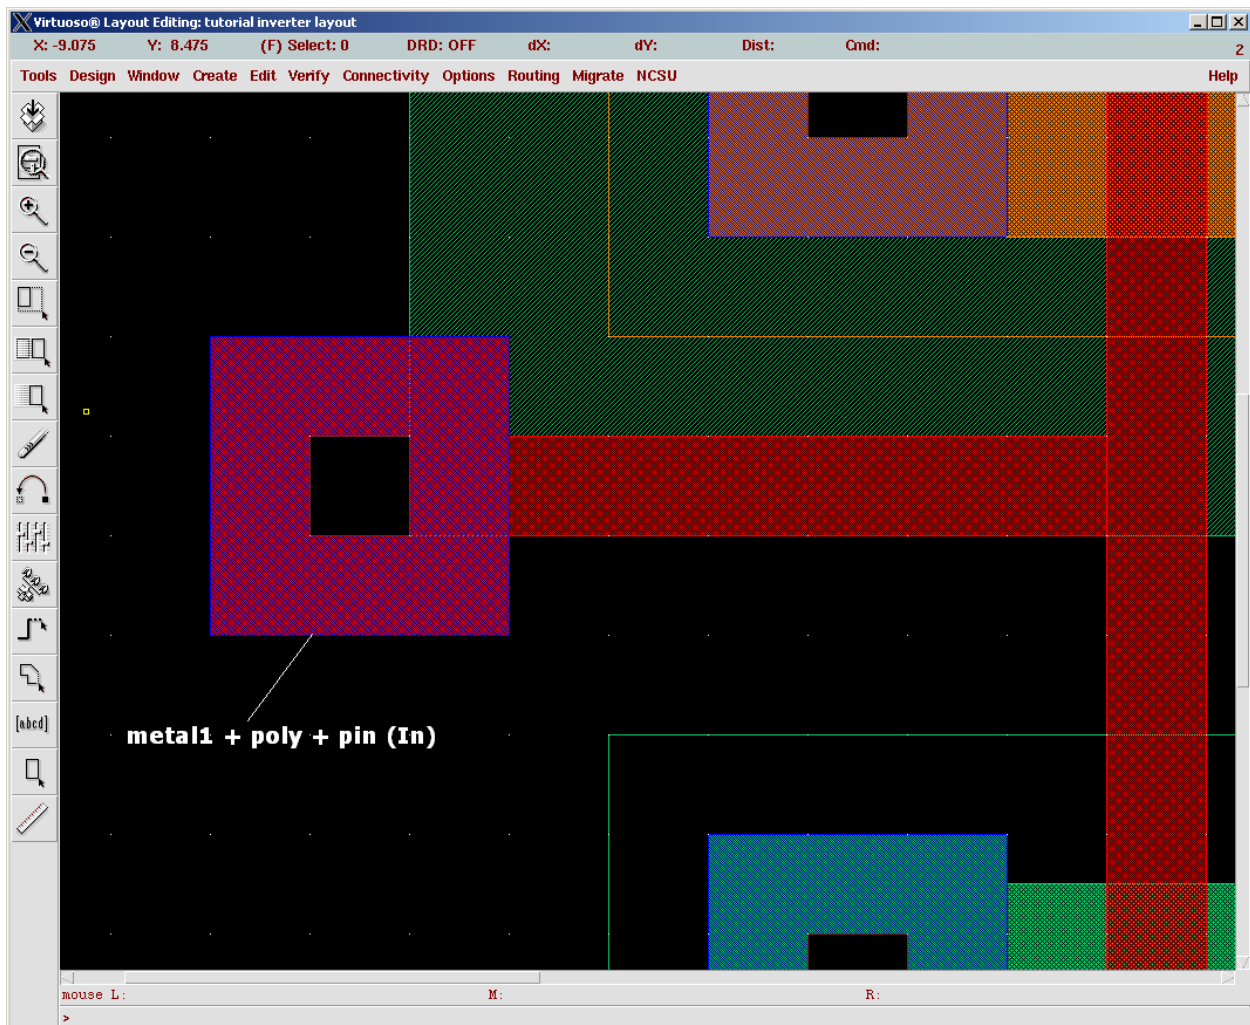 Virtuoso® Layout Editing: tutorial inverter layout
X: -9.075 Y: 8.475 (F) Select: 0 DRD: OFF dX: dY: Dist: Cmd: 2
Tools Design Window Create Edit Verify Connectivity Options Routing Migrate NCSU Help
[abcd]
metal1 + poly + pin (In)
mouse L: M: R:
>